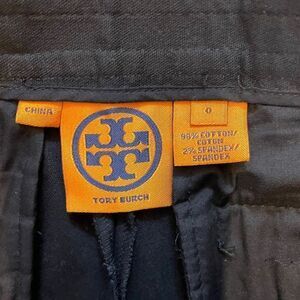 CHINA
TORY BURCH
0
98% COTTON/
COTON
2% SPANDEX/
SPANDEX